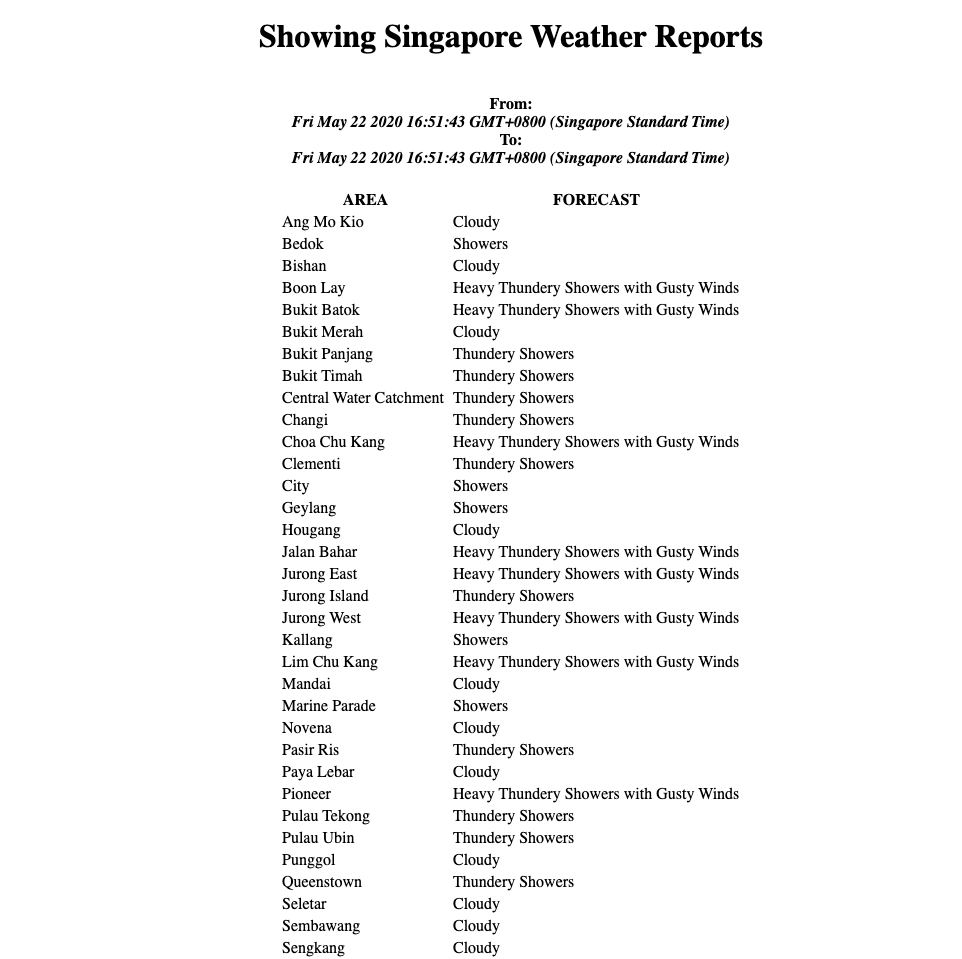 Showing Singapore Weather Reports
From:
Fri May 22 2020 16:51:43 GMT+0800 (Singapore Standard Time)
To:
Fri May 22 2020 16:51:43 GMT+0800 (Singapore Standard Time)
AREA FORECAST
Ang Mo Kio Cloudy
Bedok Showers
Bishan Cloudy
Boon Lay Heavy Thundery Showers with Gusty Winds
Bukit Batok Heavy Thundery Showers with Gusty Winds
Bukit Merah Cloudy
Bukit Panjang Thundery Showers
Bukit Timah Thundery Showers
Central Water Catchment Thundery Showers
Changi Thundery Showers
Choa Chu Kang Heavy Thundery Showers with Gusty Winds
Clementi Thundery Showers
City Showers
Geylang Showers
Hougang Cloudy
Jalan Bahar Heavy Thundery Showers with Gusty Winds
Jurong East Heavy Thundery Showers with Gusty Winds
Jurong Island Thundery Showers
Jurong West Heavy Thundery Showers with Gusty Winds
Kallang Showers
Lim Chu Kang Heavy Thundery Showers with Gusty Winds
Mandai Cloudy
Marine Parade Showers
Novena Cloudy
Pasir Ris Thundery Showers
Paya Lebar Cloudy
Pioneer Heavy Thundery Showers with Gusty Winds
Pulau Tekong Thundery Showers
Pulau Ubin Thundery Showers
Punggol Cloudy
Queenstown Thundery Showers
Seletar Cloudy
Sembawang Cloudy
Sengkang Cloudy